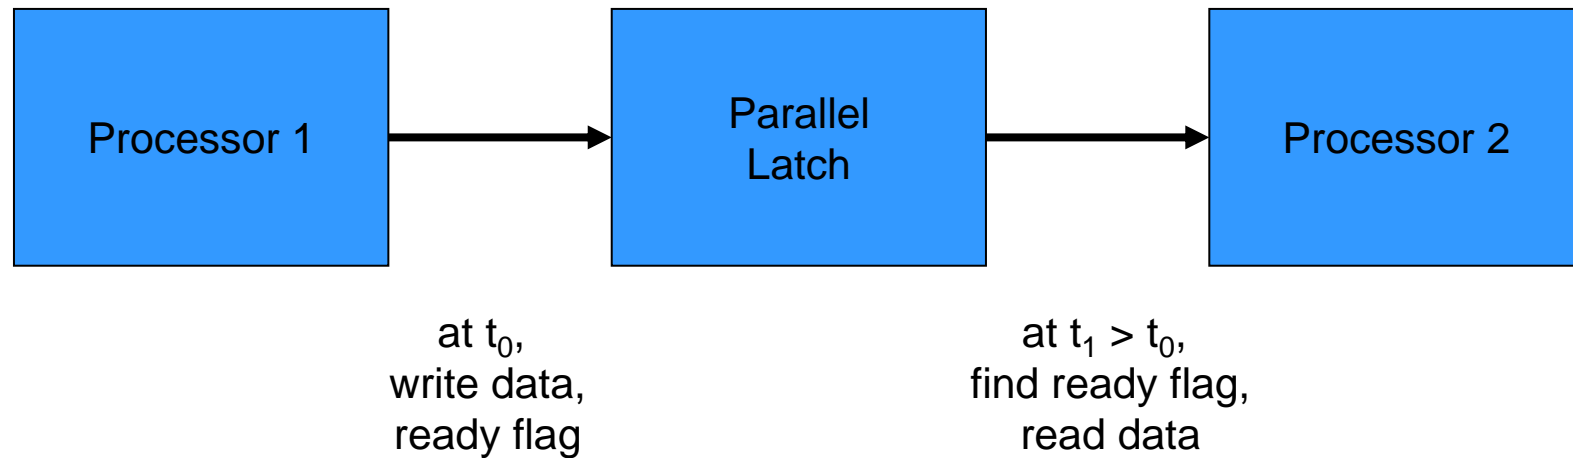 Processor 1
Parallel
Latch
Processor 2
at t₀,
write data,
ready flag
at t₁ > t₀,
find ready flag,
read data